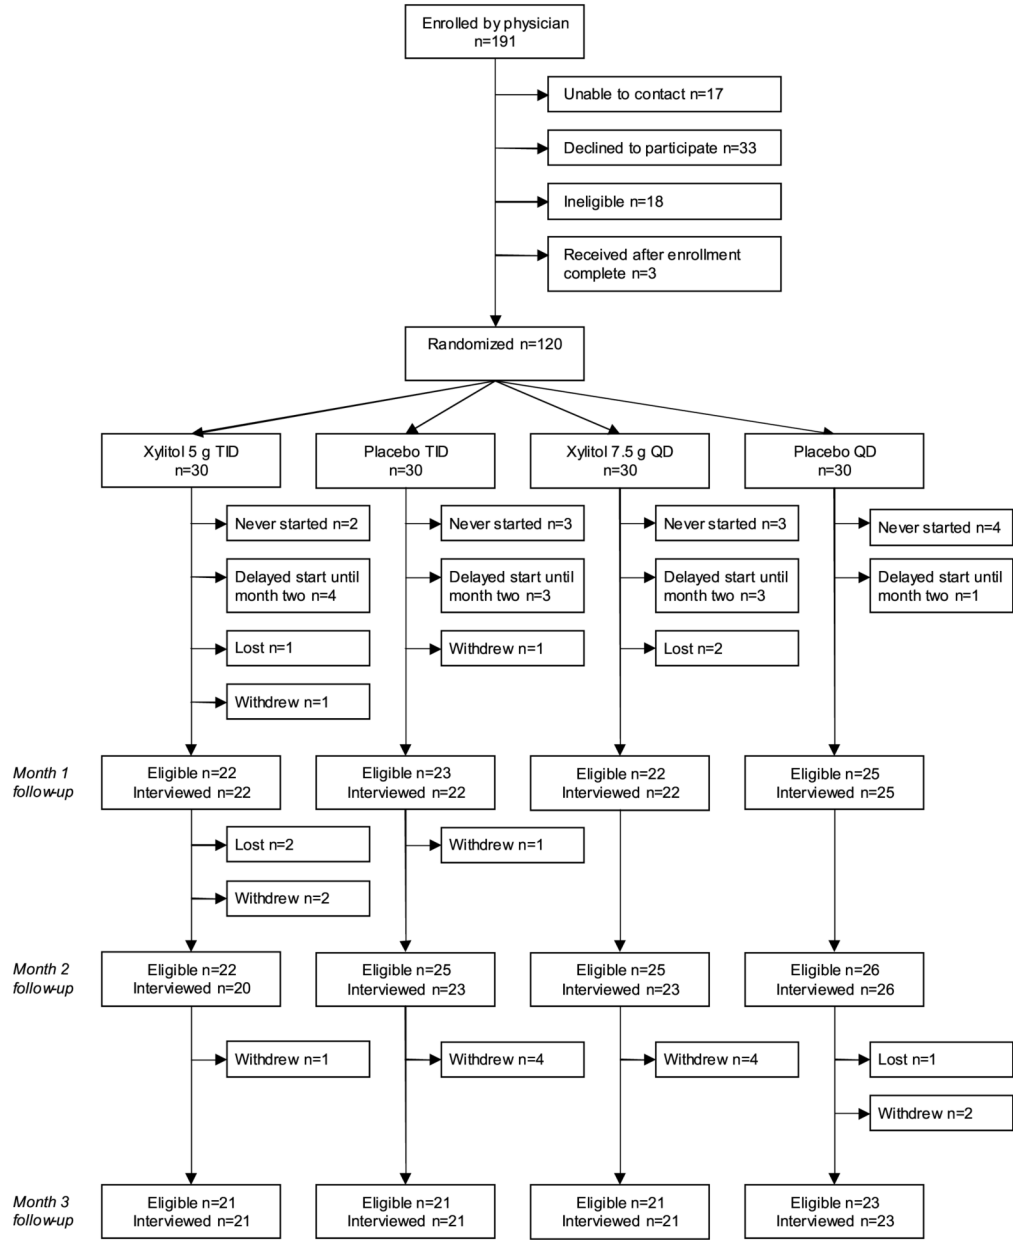 Enrolled by physician
n=191
Unable to contact n=17
Declined to participate n=33
Ineligible n=18
Received after enrollment
complete n=3
Randomized n=120
Xylitol 5 g TID
n=30
Placebo TID
n=30
Xylitol 7.5 g QD
n=30
Placebo QD
n=30
Never started n=2
Never started n=3
Never started n=3
Never started n=4
Delayed start until
month two n=4
Delayed start until
month two n=3
Delayed start until
month two n=3
Delayed start until
month two n=1
Lost n=1
Withdrew n=1
Lost n=2
Withdrew n=1
Month 1
follow-up
Eligible n=22
Interviewed n=22
Eligible n=23
Interviewed n=22
Eligible n=22
Interviewed n=22
Eligible n=25
Interviewed n=25
Lost n=2
Withdrew n=1
Withdrew n=2
Month 2
follow-up
Eligible n=22
Interviewed n=20
Eligible n=25
Interviewed n=23
Eligible n=25
Interviewed n=23
Eligible n=26
Interviewed n=26
Withdrew n=1
Withdrew n=4
Withdrew n=4
Lost n=1
Withdrew n=2
Month 3
follow-up
Eligible n=21
Interviewed n=21
Eligible n=21
Interviewed n=21
Eligible n=21
Interviewed n=21
Eligible n=23
Interviewed n=23